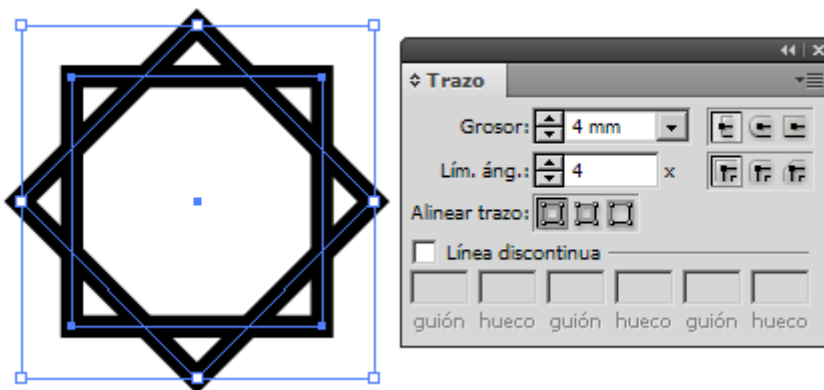 Trazo
Grosor: 4 mm
Lím. áng.: 4 x
Alinear trazo:
Línea discontinua
guión hueco guión hueco guión hueco